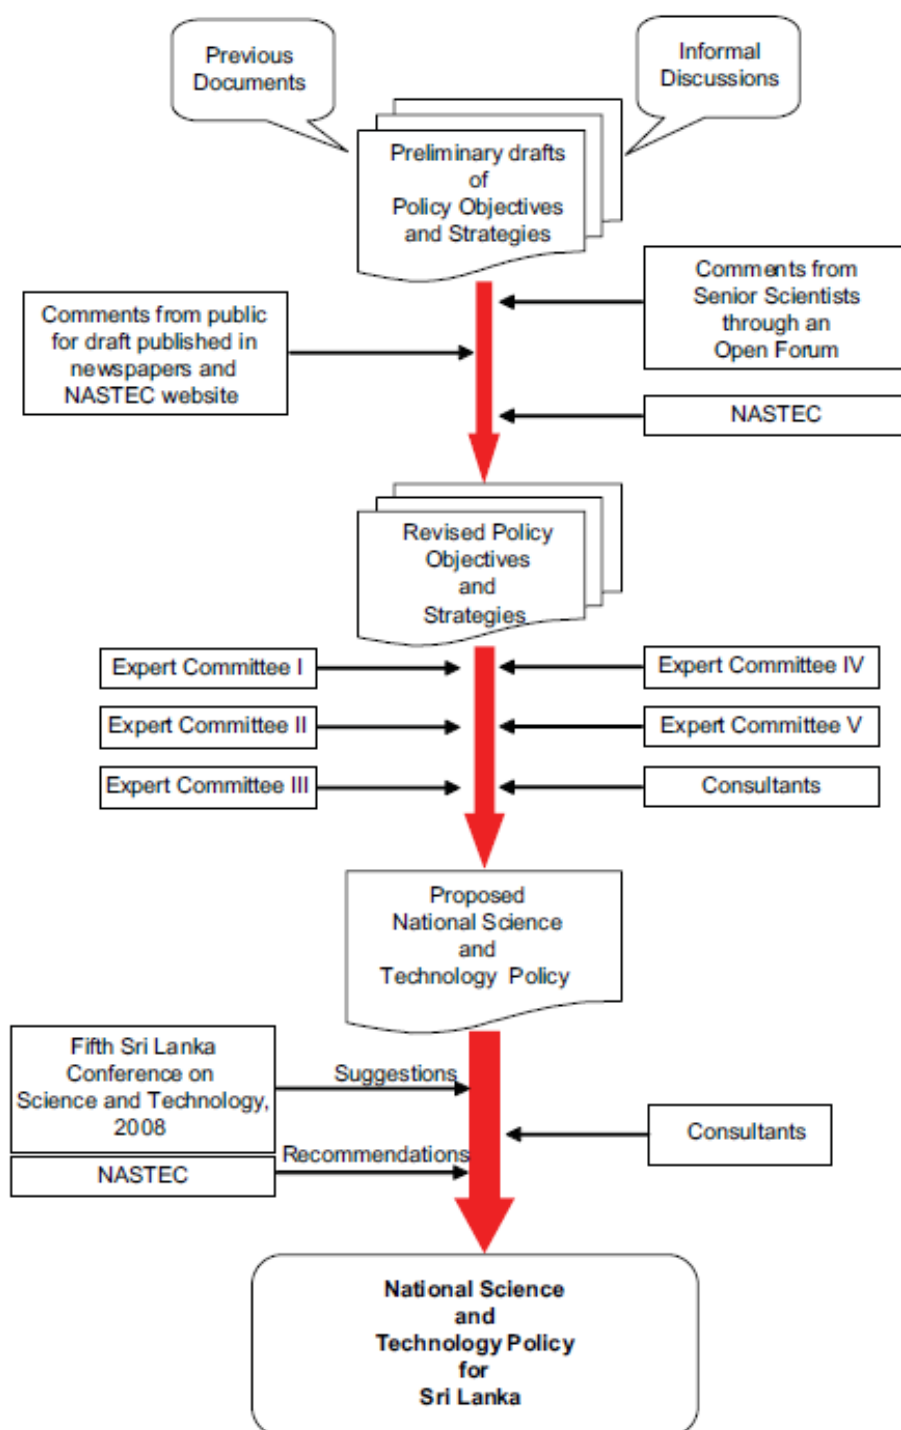 Previous
Documents
Informal
Discussions
Preliminary drafts
of
Policy Objectives
and Strategies
Comments from
Senior Scientists
through an
Open Forum
Comments from public
for draft published in
newspapers and
NASTEC website
NASTEC
Revised Policy
Objectives
and
Strategies
Expert Committee I
Expert Committee IV
Expert Committee II
Expert Committee V
Expert Committee III
Consultants
Proposed
National Science
and
Technology Policy
Fifth Sri Lanka
Conference on
Science and Technology,
2008
Suggestions
Consultants
Recommendations
NASTEC
National Science
and
Technology Policy
for
Sri Lanka